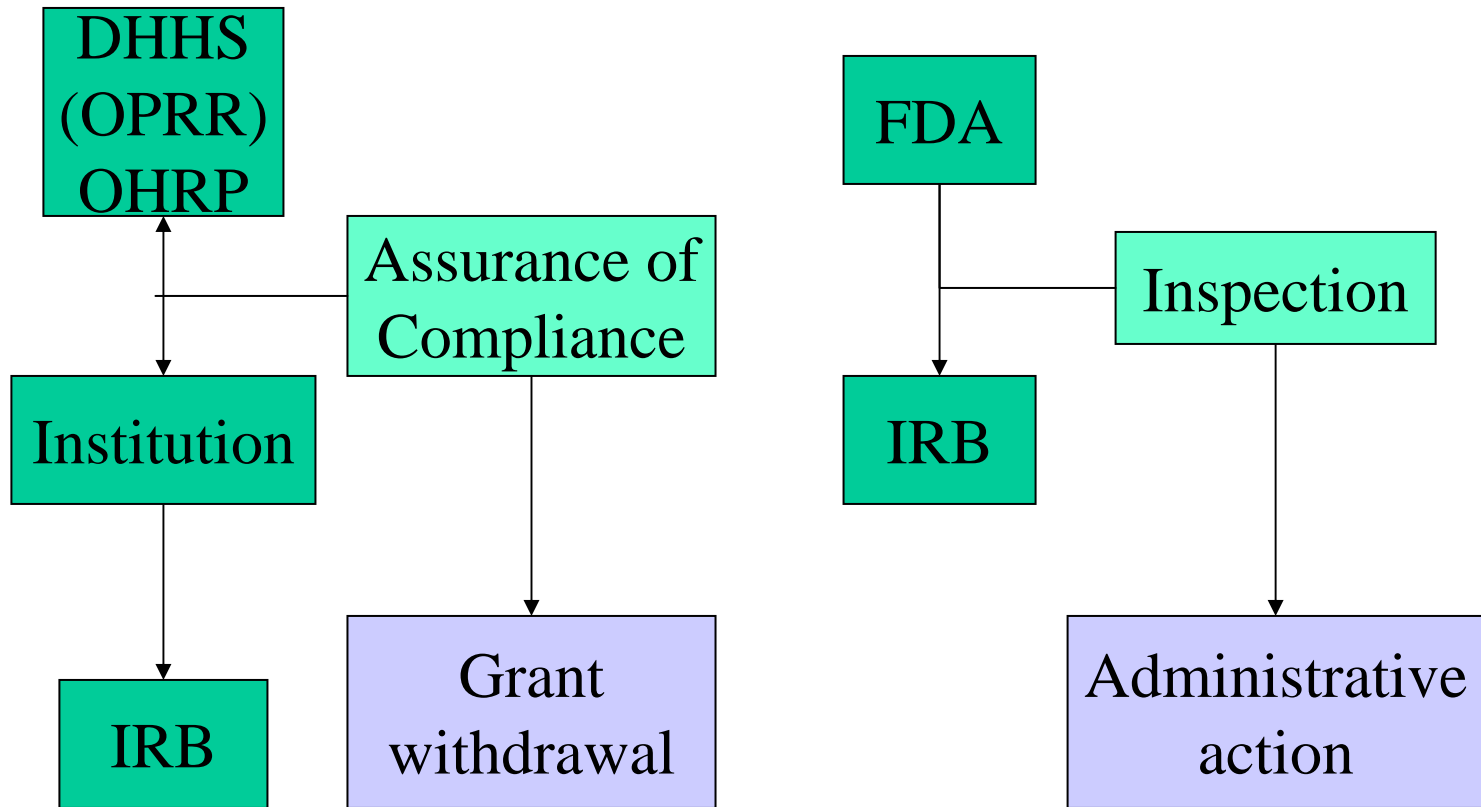 DHHS
(OPRR)
OHRP
Assurance of
Compliance
Institution
IRB
Grant
withdrawal
FDA
Inspection
IRB
Administrative
action